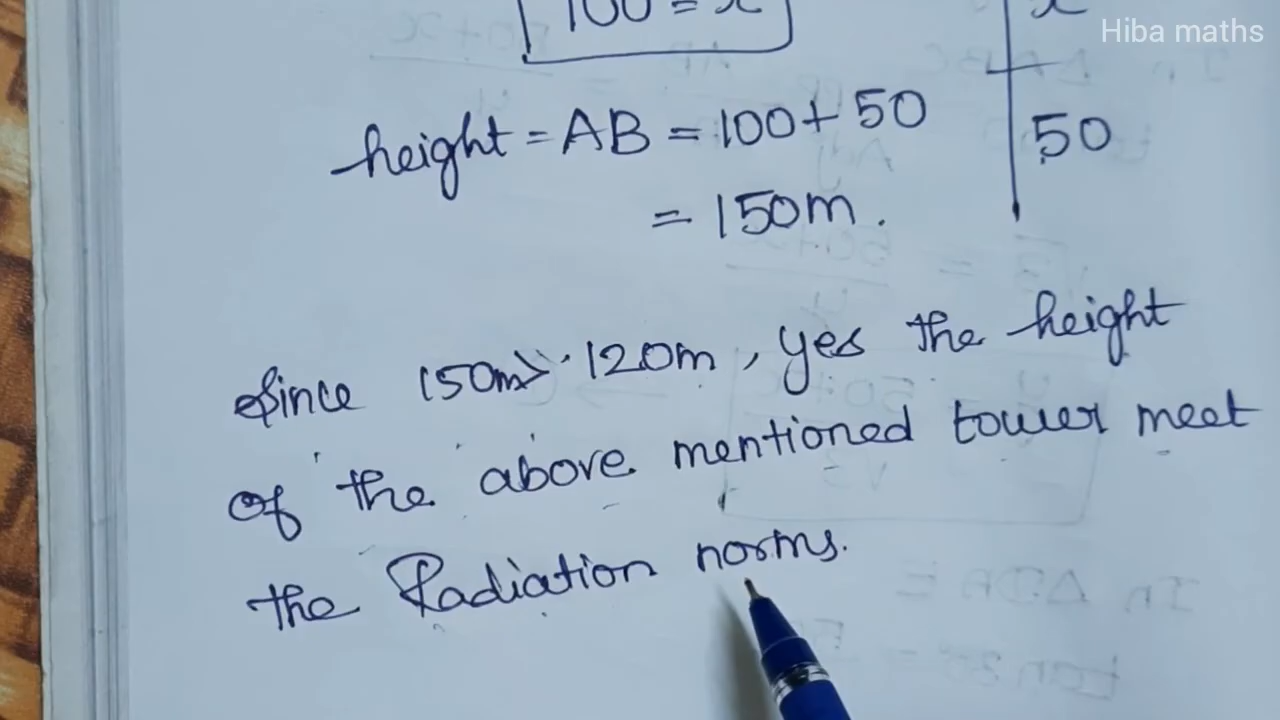 100 = x
x
Hiba maths
height = AB = 100+ 50
50
= 150m.
Since 150m > 120m, yes the height
of the above mentioned tower meet
the Radiation norms.